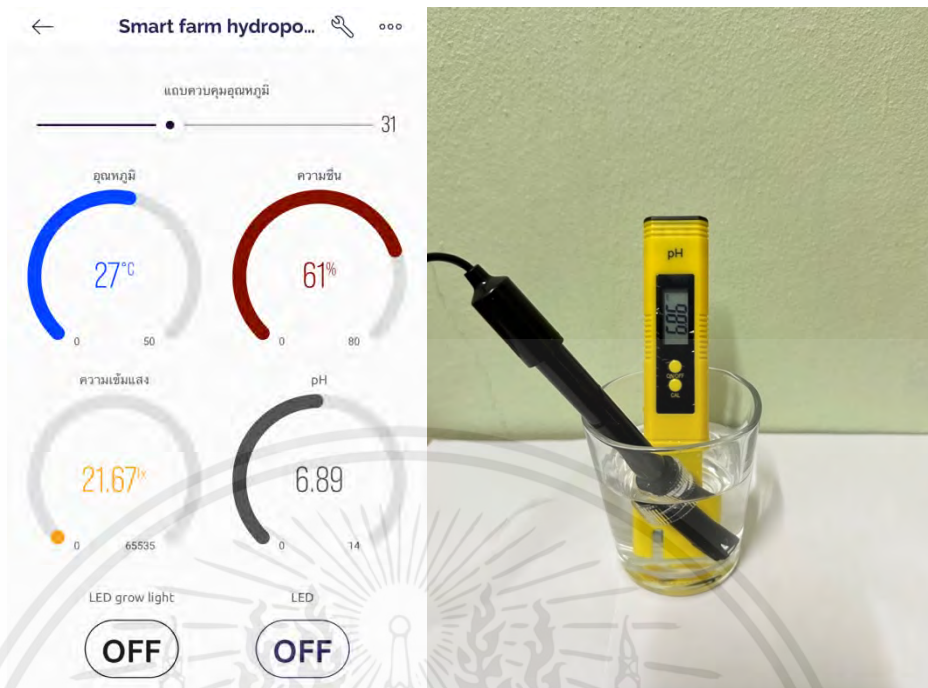 Smart farm hydropo...
แถบควบคุมอุณหภูมิ
31
อุณหภูมิ
ความชื้น
27°C
61%
0
50
0
80
ความเข้มแสง
pH
21.67lx
6.89
0
65535
0
14
LED grow light
LED
OFF
OFF
pH
6.86
ON/OFF
CAL